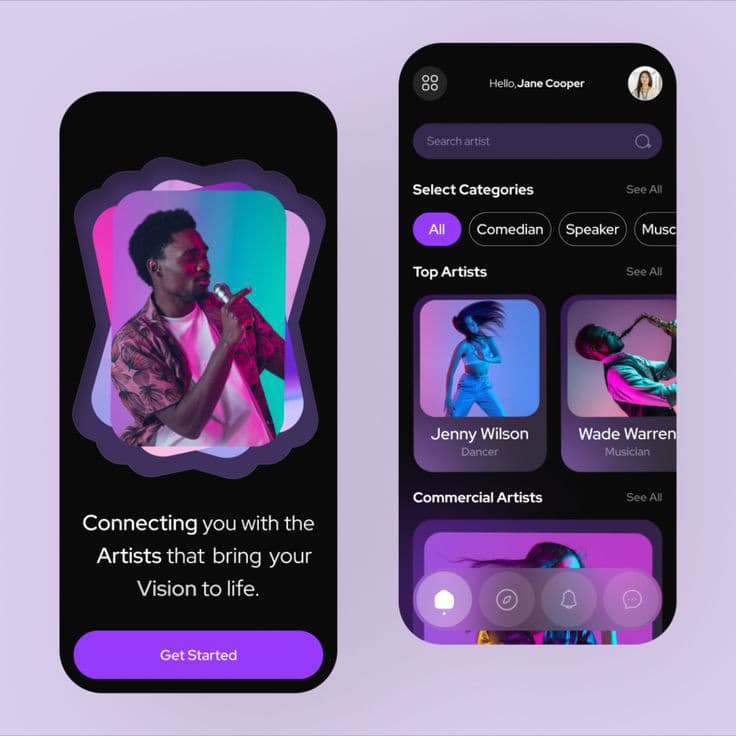 Connecting you with the
Artists that bring your
Vision to life.
Get Started
Hello,Jane Cooper
Search artist
Select Categories
See All
All
Comedian
Speaker
Musc
Top Artists
See All
Jenny Wilson
Dancer
Wade Warren
Musician
Commercial Artists
See All